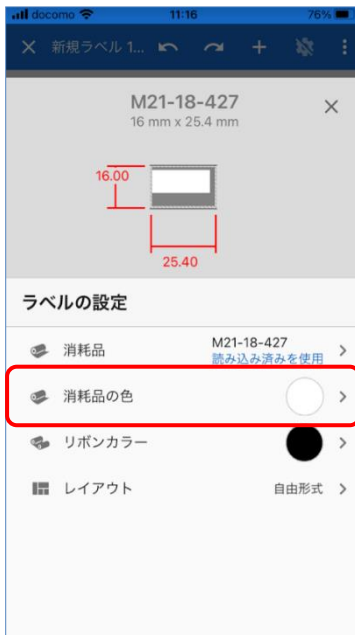 docomo 11:16 76%
× 新規ラベル 1...
M21-18-427
16 mm x 25.4 mm
16.00
25.40
ラベルの設定
消耗品 M21-18-427
読み込み済みを使用
消耗品の色
リボンカラー
レイアウト 自由形式